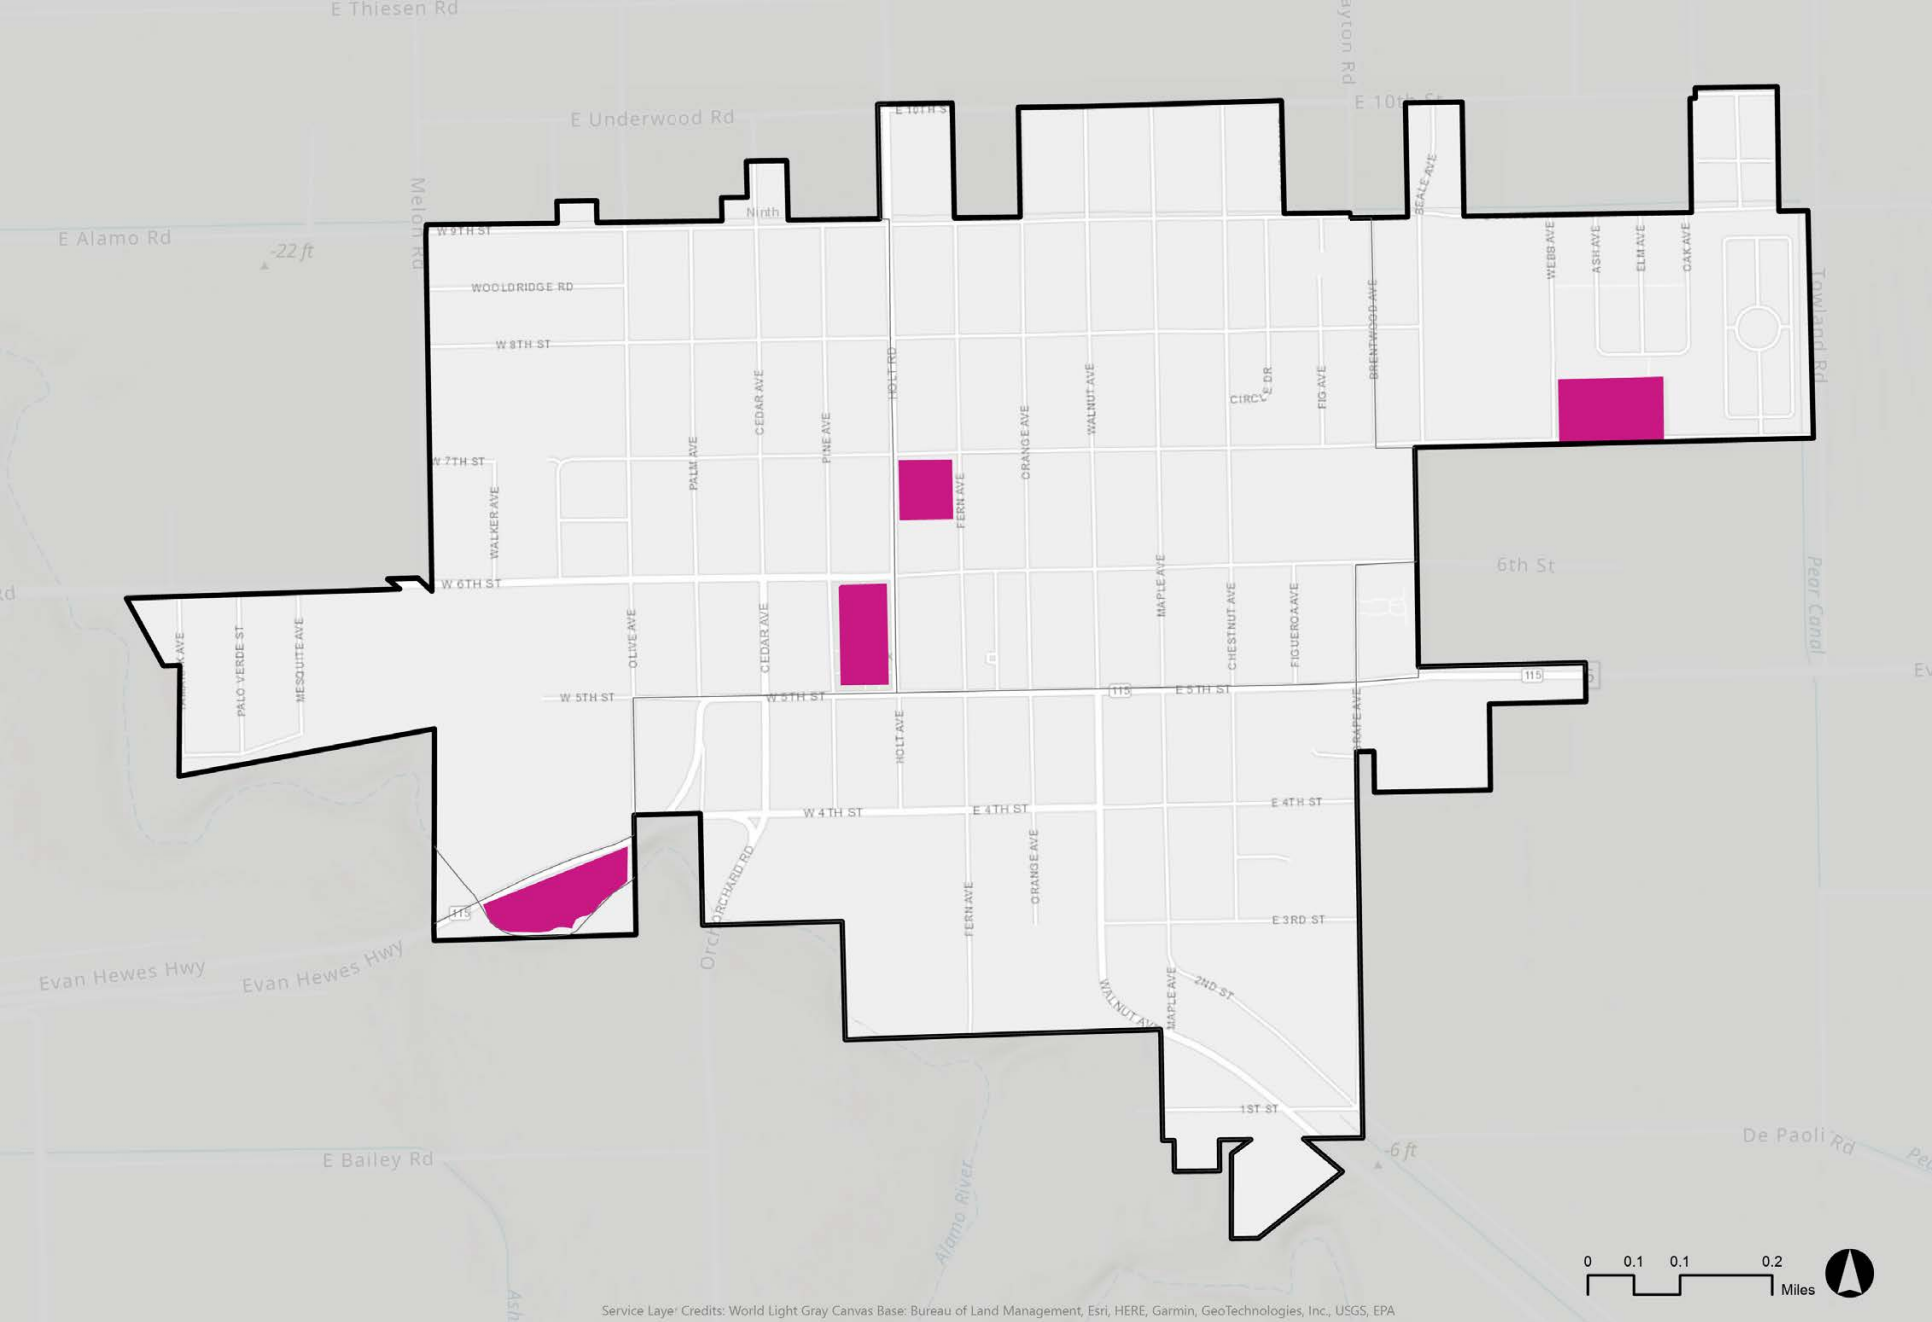 E Thiesen Rd
E Underwood Rd
E 10TH S
E 10th St
Melon Rd
E Alamo Rd
-22 ft
W 9TH ST
Ninth
BEALE AVE
WEBB AVE
ASH AVE
ELM AVE
OAK AVE
Towland Rd
WOOLDRIDGE RD
W 8TH ST
HOLT RD
BRENTWOOD AVE
CEDAR AVE
WALNUT AVE
CIRCLE DR
FIG AVE
PINE AVE
PALM AVE
ORANGE AVE
W 7TH ST
WALKER AVE
FERN AVE
W 6TH ST
6th St
Pear Canal
MAPLE AVE
CHESTNUT AVE
FIGUEROA AVE
PALO VERDE ST
MESQUITE AVE
OLIVE AVE
CEDAR AVE
W 5TH ST
W 5TH ST
115
E 5TH ST
115
HOLT AVE
GRAPE AVE
W 4TH ST
E 4TH ST
E 4TH ST
ORCHARD RD
ORANGE AVE
FERN AVE
115
E 3RD ST
Evan Hewes Hwy
Evan Hewes Hwy
WALNUT AVE
MAPLE AVE
2ND ST
1ST ST
E Bailey Rd
Alamo River
-6 ft
De Paoli Rd
0 0.1 0.1 0.2
Miles
Service Layer Credits: World Light Gray Canvas Base: Bureau of Land Management, Esri, HERE, Garmin, GeoTechnologies, Inc., USGS, EPA